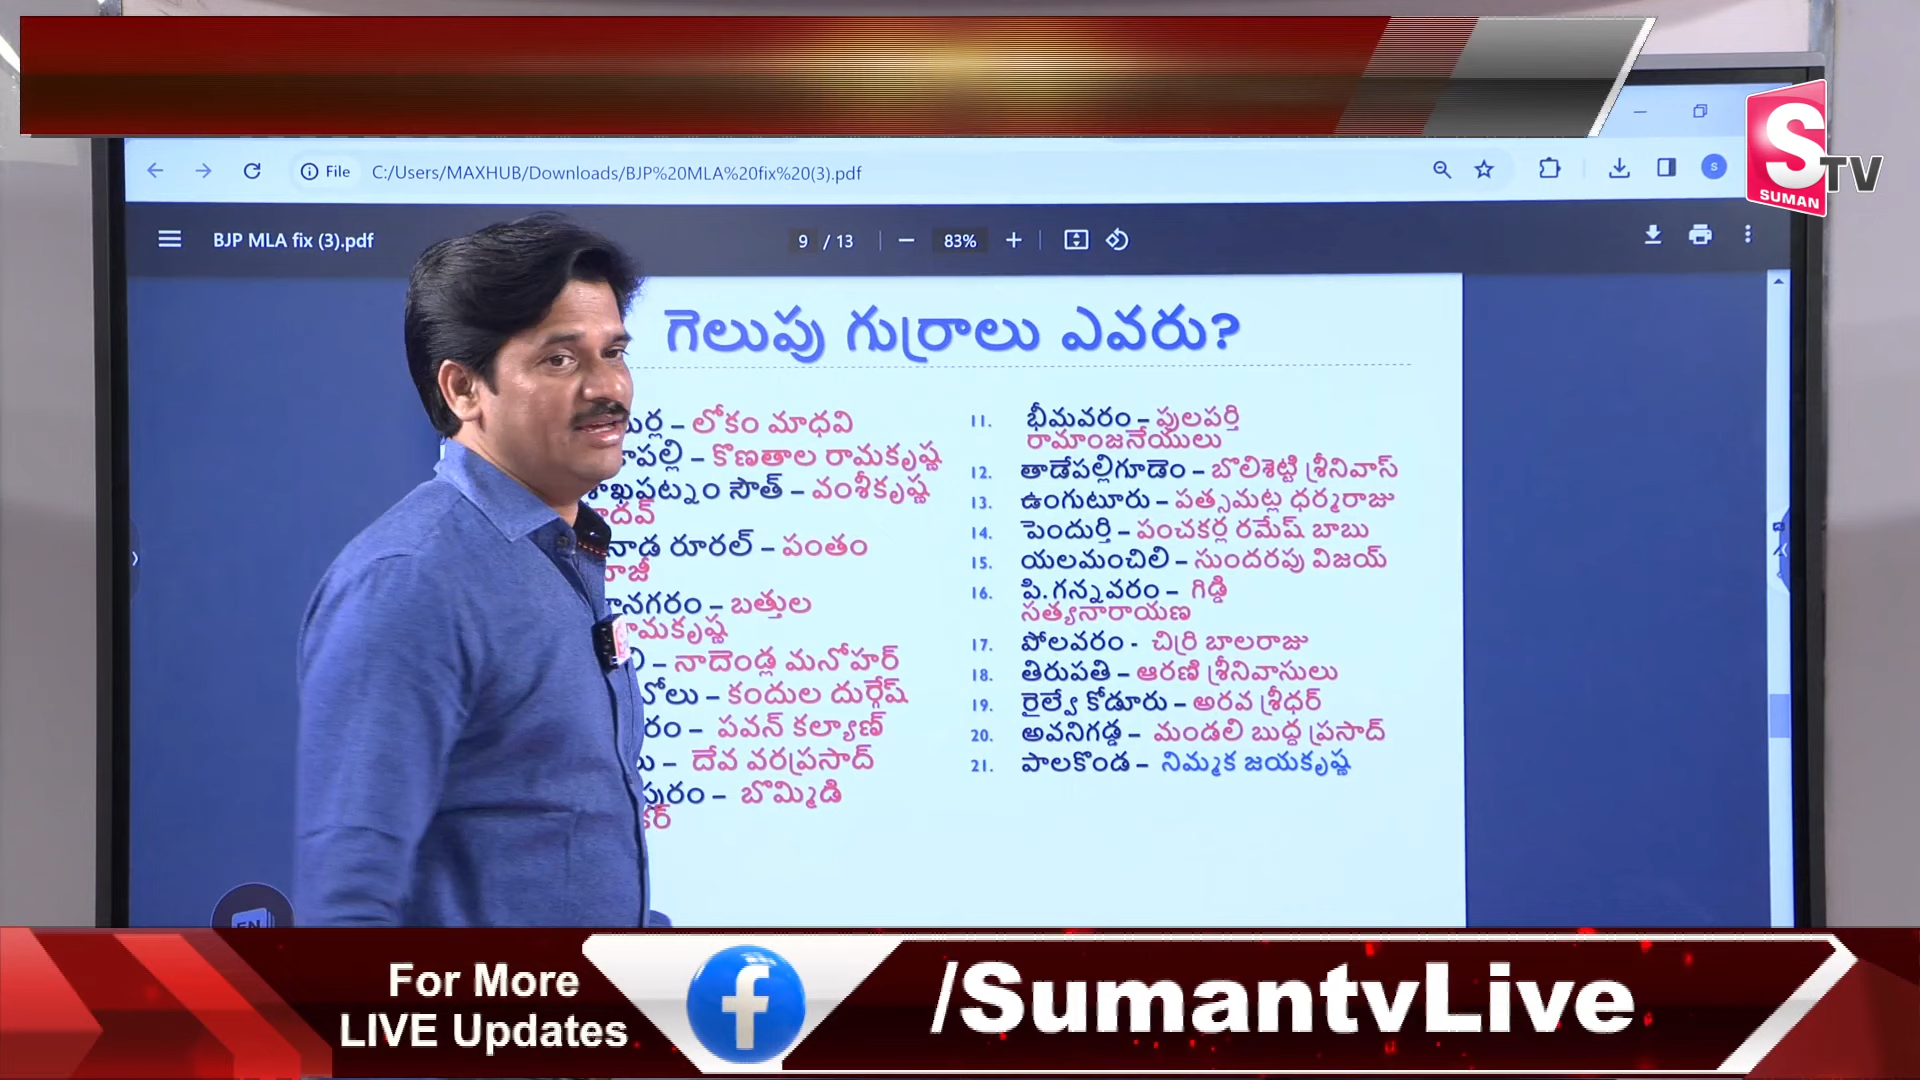 File C:/Users/MAXHUB/Downloads/BJP%20MLA%20fix%20(3).pdf
S
TV
SUMAN
BJP MLA fix (3).pdf
9 / 13
83%
గెలుపు గుర్రాలు ఎవరు?
– లోకం మాధవి
– కొణతాల రామకృష్ణ
సౌత్ – వంశీకృష్ణ
రూరల్ – పంతం
– బత్తుల
– నాదెండ్ల మనోహర్
– కందుల దుర్గేష్
– పవన్ కల్యాణ్
– దేవ వరప్రసాద్
– బొమ్మిడి
11. భీమవరం – పులపర్తి
రామాంజనేయులు
12. తాడేపల్లిగూడెం – బొలిశెట్టి శ్రీనివాస్
13. ఉంగుటూరు – పత్సమట్ల ధర్మరాజు
14. పెందుర్తి – పంచకర్ల రమేష్ బాబు
15. యలమంచిలి – సుందరపు విజయ్
16. పి.గన్నవరం – గిడ్డి
సత్యనారాయణ
17. పోలవరం - చిర్రి బాలరాజు
18. తిరుపతి – ఆరణి శ్రీనివాసులు
19. రైల్వే కోడూరు – అరవ శ్రీధర్
20. అవనిగడ్డ – మండలి బుద్ధ ప్రసాద్
21. పాలకొండ – నిమ్మక జయకృష్ణ
For More
LIVE Updates
/SumantvLive